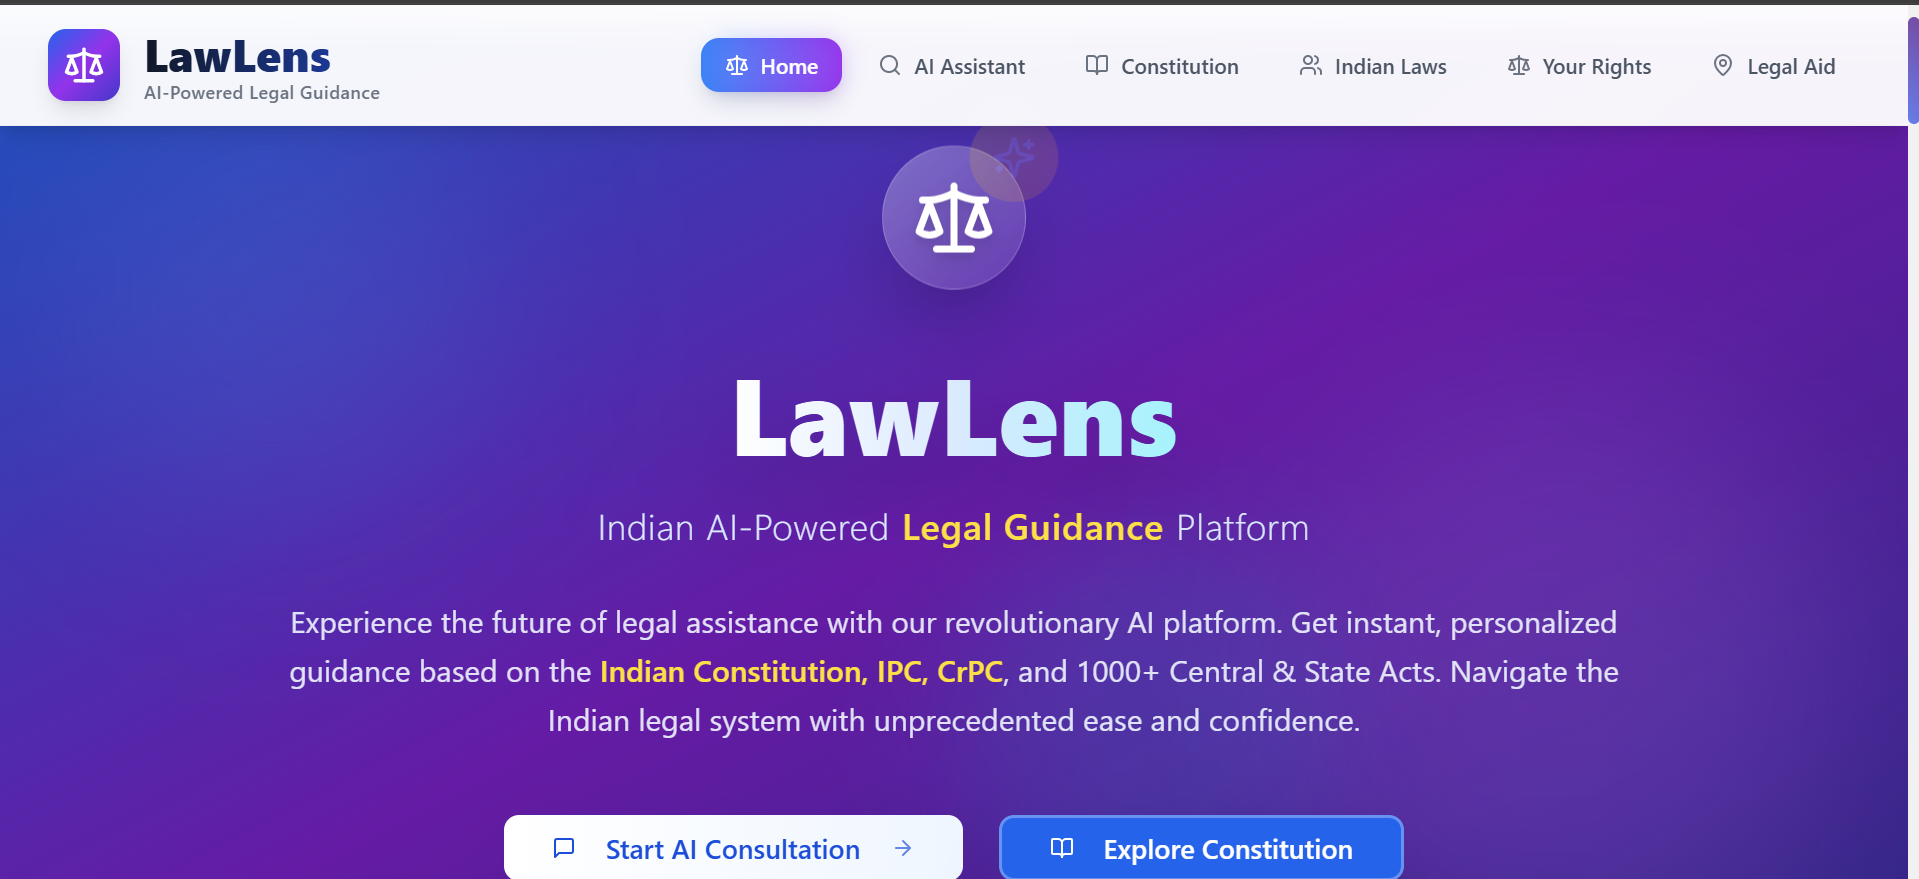 LawLens
AI-Powered Legal Guidance
Home
AI Assistant
Constitution
Indian Laws
Your Rights
Legal Aid
LawLens
Indian AI-Powered Legal Guidance Platform
Experience the future of legal assistance with our revolutionary AI platform. Get instant, personalized
guidance based on the Indian Constitution, IPC, CrPC, and 1000+ Central & State Acts. Navigate the
Indian legal system with unprecedented ease and confidence.
Start AI Consultation
Explore Constitution